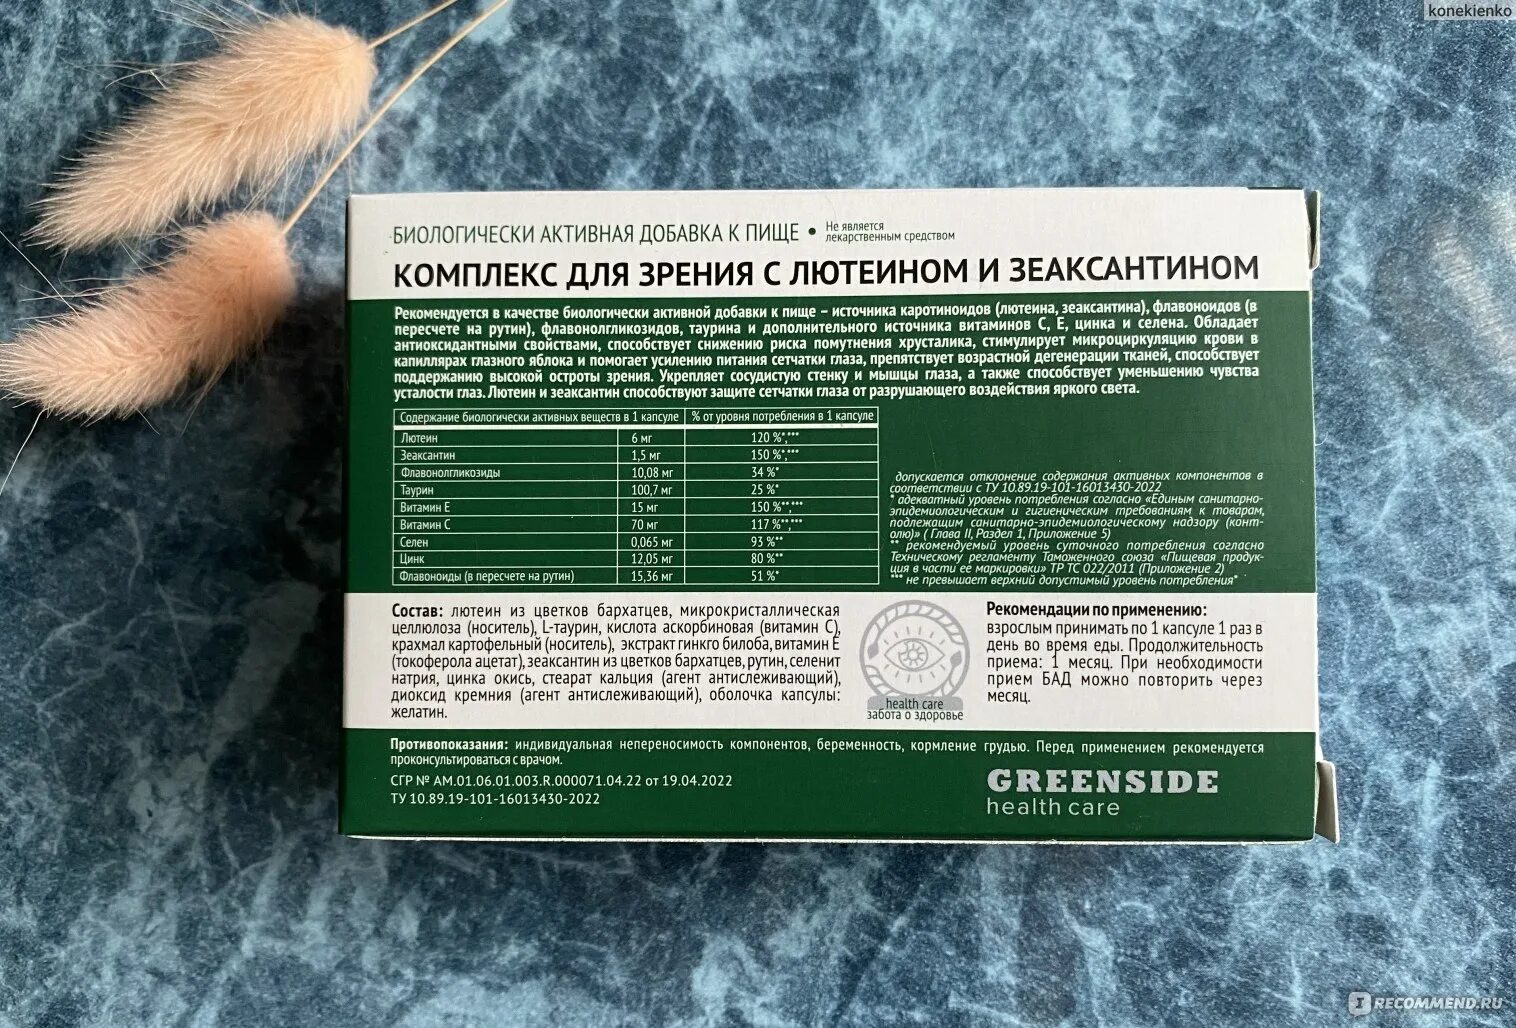 konekienko
БИОЛОГИЧЕСКИ АКТИВНАЯ ДОБАВКА К ПИЩЕ • Не является
лекарственным средством
КОМПЛЕКС ДЛЯ ЗРЕНИЯ С ЛЮТЕИНОМ И ЗЕАКСАНТИНОМ
Рекомендуется в качестве биологически активной добавки к пище – источника каротиноидов (лютеина, зеаксантина), флавоноидов (в
пересчете на рутин), флавонолгликозидов, таурина и дополнительного источника витаминов С, Е, цинка и селена. Обладает
антиоксидантными свойствами, способствует снижению риска помутнения хрусталика, стимулирует микроциркуляцию крови в
капиллярах глазного яблока и помогает усилению питания сетчатки глаза, препятствует возрастной дегенерации тканей, способствует
поддержанию высокой остроты зрения. Укрепляет сосудистую стенку и мышцы глаза, а также способствует уменьшению чувства
усталости глаз. Лютеин и зеаксантин способствуют защите сетчатки глаза от разрушающего воздействия яркого света.
Содержание биологически активных веществ в 1 капсуле % от уровня потребления в 1 капсуле
Лютеин 6 мг 120 %*,***
Зеаксантин 1,5 мг 150 %*,***
Флавонолгликозиды 10,08 мг 34 %*
Таурин 100,7 мг 25 %*
Витамин Е 15 мг 150 %**,***
Витамин С 70 мг 117 %**,***
Селен 0,065 мг 93 %**
Цинк 12,05 мг 80 %**
Флавоноиды (в пересчете на рутин) 15,36 мг 51 %*
допускается отклонение содержания активных компонентов в
соответствии с ТУ 10.89.19-101-16013430-2022
* адекватный уровень потребления согласно «Единым санитарно-
эпидемиологическим и гигиеническим требованиям к товарам,
подлежащим санитарно-эпидемиологическому надзору (конт-
олю)» ( Глава II, Раздел 1, Приложение 5)
** рекомендуемый уровень суточного потребления согласно
Техническому регламенту Таможенного союза «Пищевая продук-
ция в части ее маркировки» ТР ТС 022/2011 (Приложение 2)
*** не превышает верхний допустимый уровень потребления*
Состав: лютеин из цветков бархатцев, микрокристаллическая
целлюлоза (носитель), L-таурин, кислота аскорбиновая (витамин С),
крахмал картофельный (носитель), экстракт гинкго билоба, витамин Е
(токоферола ацетат), зеаксантин из цветков бархатцев, рутин, селенит
натрия, цинка окись, стеарат кальция (агент антислеживающий),
диоксид кремния (агент антислеживающий), оболочка капсулы:
желатин.
health care
забота о здоровье
Рекомендации по применению:
взрослым принимать по 1 капсуле 1 раз в
день во время еды. Продолжительность
приема: 1 месяц. При необходимости
прием БАД можно повторить через
месяц.
Противопоказания: индивидуальная непереносимость компонентов, беременность, кормление грудью. Перед применением рекомендуется
проконсультироваться с врачом.
СГР № AM.01.06.01.003.R.000071.04.22 от 19.04.2022
ТУ 10.89.19-101-16013430-2022
GREENSIDE
health care
IRECOMMEND.RU